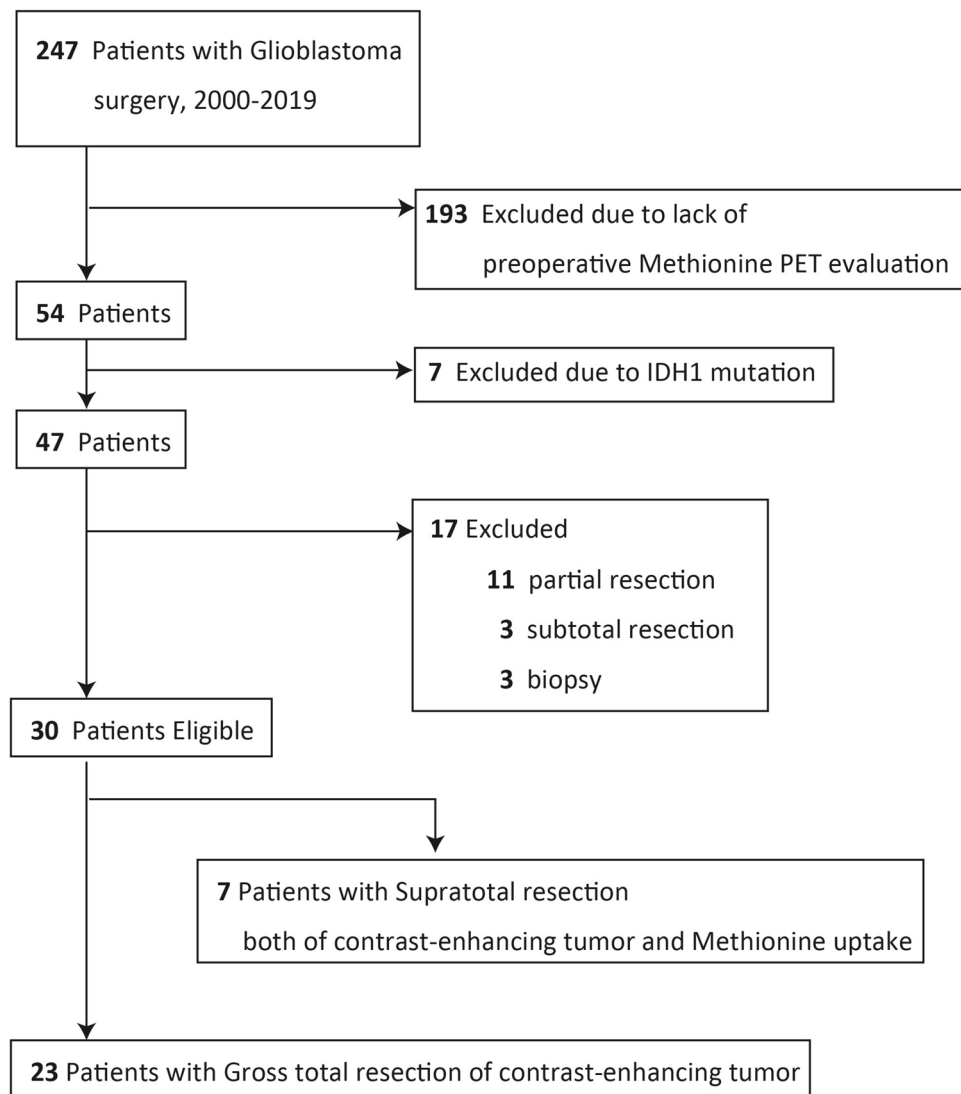 247 Patients with Glioblastoma
surgery, 2000-2019
193 Excluded due to lack of
preoperative Methionine PET evaluation
54 Patients
7 Excluded due to IDH1 mutation
47 Patients
17 Excluded
11 partial resection
3 subtotal resection
3 biopsy
30 Patients Eligible
7 Patients with Supratotal resection
both of contrast-enhancing tumor and Methionine uptake
23 Patients with Gross total resection of contrast-enhancing tumor